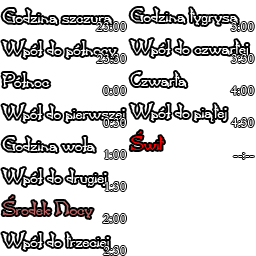 Godzina szczura
23:00
Wpół do północy
23:30
Północ
0:00
Wpół do pierwszej
0:30
Godzina wołu
1:00
Wpół do drugiej
1:30
Środek Nocy
2:00
Wpół do trzeciej
2:30
Godzina tygrysa
3:00
Wpół do czwartej
3:30
Czwarta
4:00
Wpół do piątej
4:30
Świt
--:--